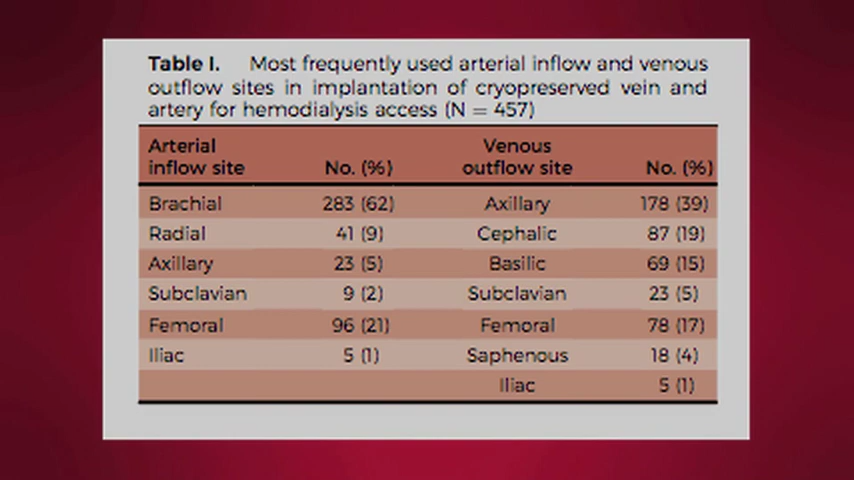 Table I. Most frequently used arterial inflow and venous
outflow sites in implantation of cryopreserved vein and
artery for hemodialysis access (N = 457)
Arterial inflow site No. (%) Venous outflow site No. (%)
Brachial 283 (62) Axillary 178 (39)
Radial 41 (9) Cephalic 87 (19)
Axillary 23 (5) Basilic 69 (15)
Subclavian 9 (2) Subclavian 23 (5)
Femoral 96 (21) Femoral 78 (17)
Iliac 5 (1) Saphenous 18 (4)
Iliac 5 (1)